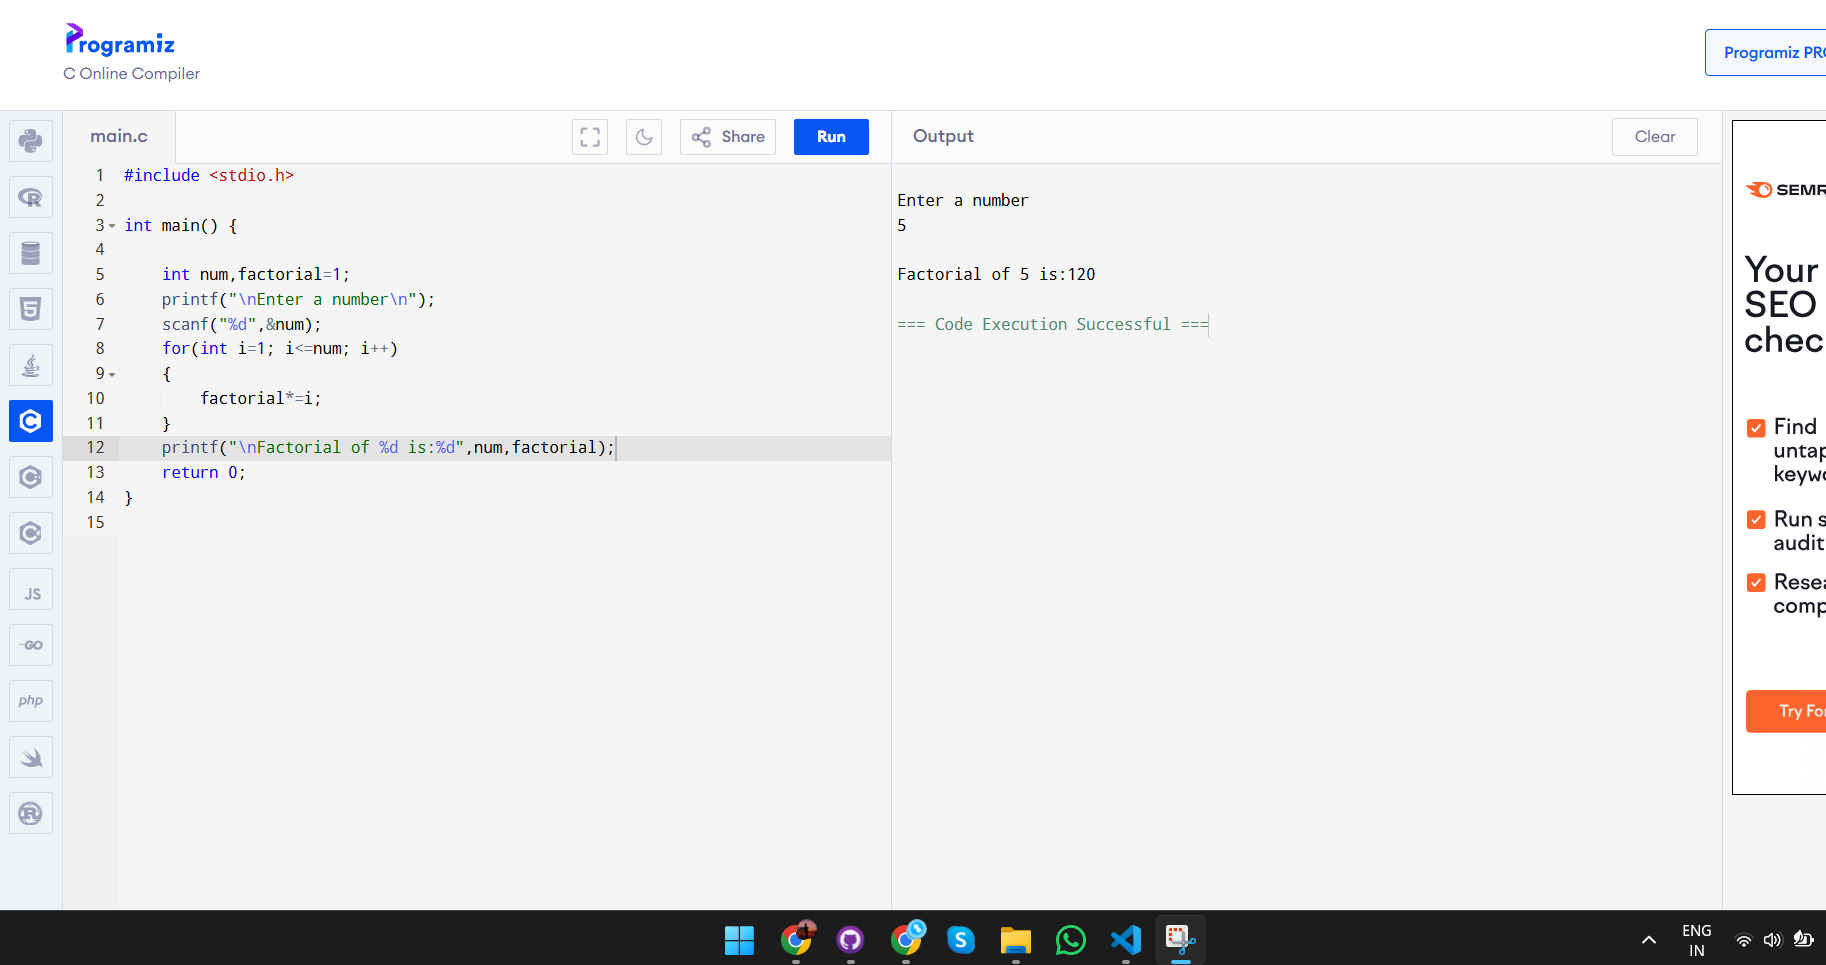 Programiz
C Online Compiler
Programiz PRO
main.c
Share
Run
Output
Clear
1 #include <stdio.h>
2
3 int main() {
4
5     int num,factorial=1;
6     printf("\nEnter a number\n");
7     scanf("%d",&num);
8     for(int i=1; i<=num; i++)
9     {
10         factorial*=i;
11     }
12     printf("\nFactorial of %d is:%d",num,factorial);
13     return 0;
14 }
15
Enter a number
5
Factorial of 5 is:120
=== Code Execution Successful ===
JS
GO
php
SEMR
Your
SEO
chec
Find
untap
keywo
Run s
audit
Resea
comp
Try For
ENG
IN